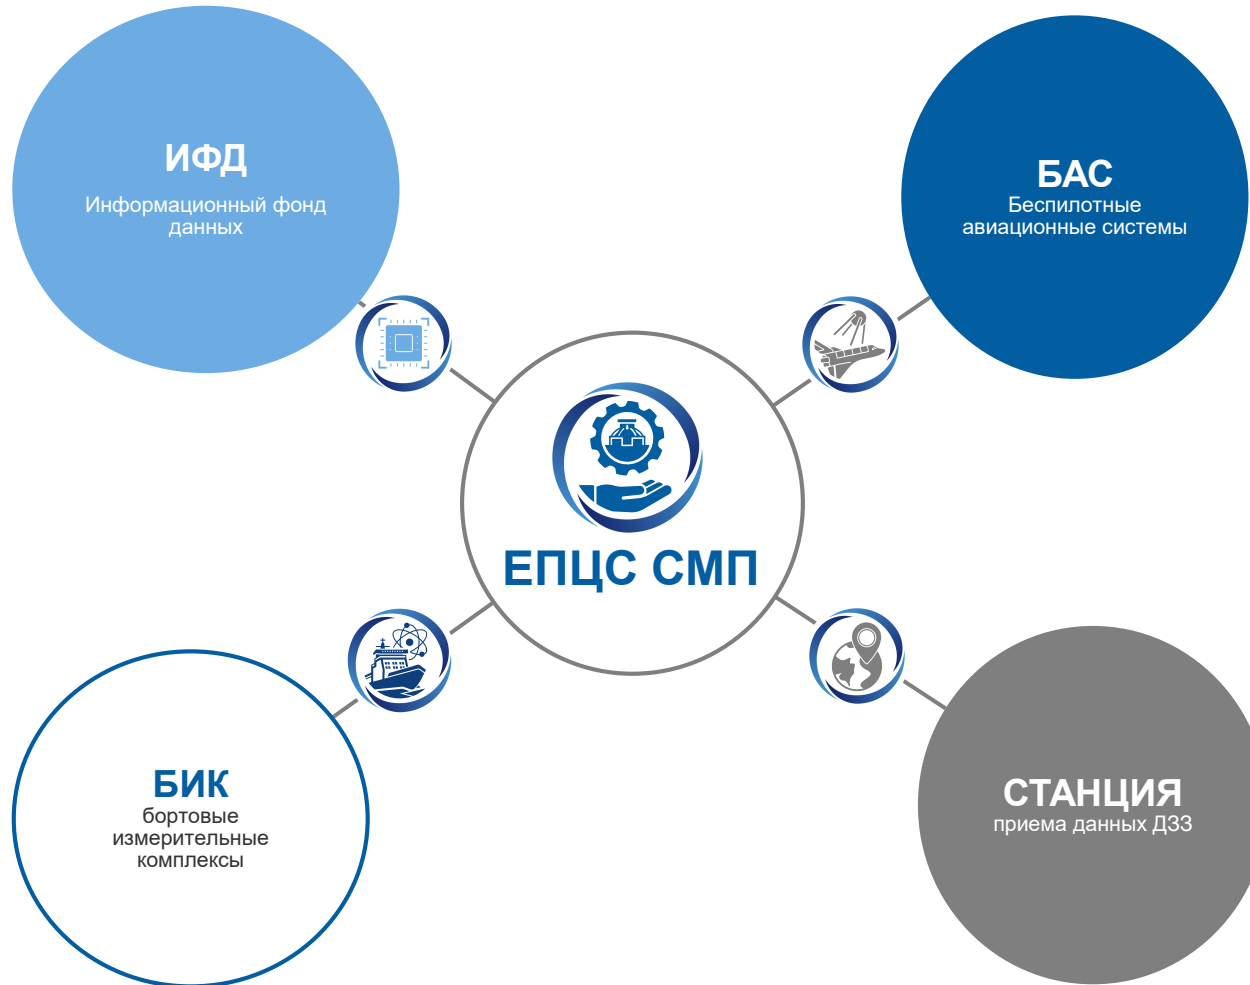 ИФД
Информационный фонд
данных
БАС
Беспилотные
авиационные системы
ЕПЦС СМП
БИК
бортовые
измерительные
комплексы
СТАНЦИЯ
приема данных ДЗЗ